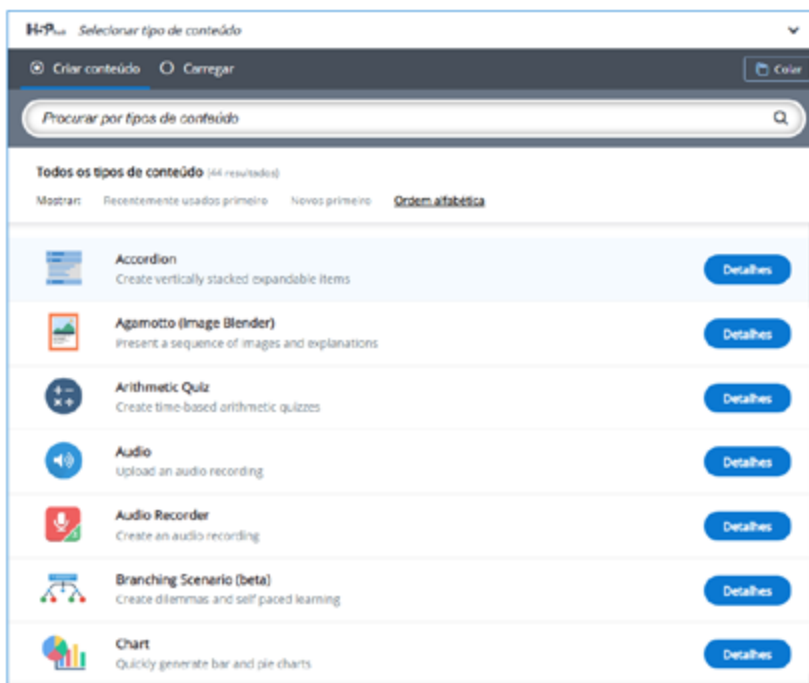 H5P Selecionar tipo de conteúdo
Criar conteúdo Carregar Colar
Procurar por tipos de conteúdo
Todos os tipos de conteúdo (44 resultados)
Mostrar: Recentemente usados primeiro Novos primeiro Ordem alfabética
Accordion
Create vertically stacked expandable items
Detalhes
Agamotto (Image Blender)
Present a sequence of images and explanations
Detalhes
Arithmetic Quiz
Create time-based arithmetic quizzes
Detalhes
Audio
Upload an audio recording
Detalhes
Audio Recorder
Create an audio recording
Detalhes
Branching Scenario (beta)
Create dilemmas and self paced learning
Detalhes
Chart
Quickly generate bar and pie charts
Detalhes